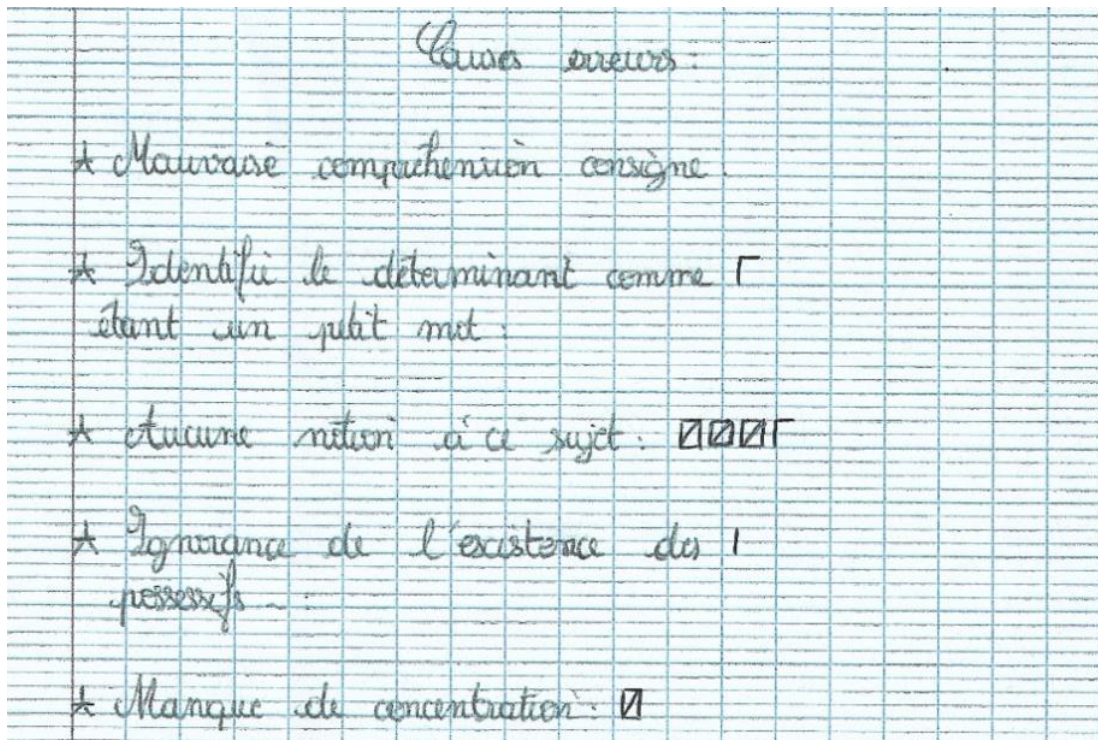 Causes erreurs :
★ Mauvaise compréhension consigne.
★ Identifié le déterminant comme
étant un petit mot :
★ Aucune notion à ce sujet :
★ Ignorance de l'existence des
possessifs - :
★ Manque de concentration :